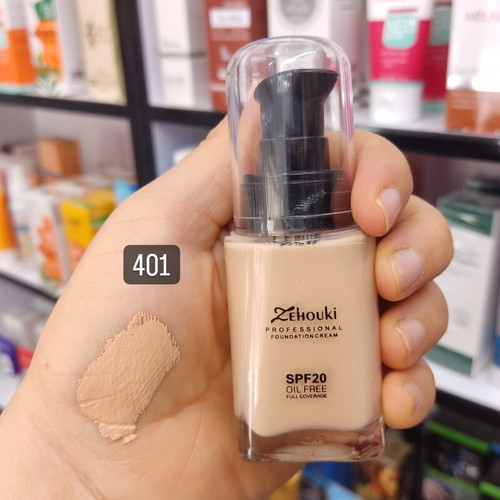 401
ZEHOUKI
PROFESSIONAL
FOUNDATION CREAM
SPF20
OIL FREE
FULL COVERAGE